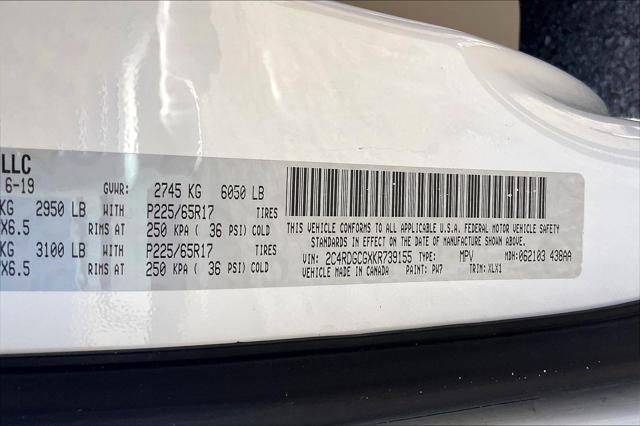 LLC
6-19 GVWR: 2745 KG 6050 LB
KG 2950 LB WITH P225/65R17 TIRES
X6.5 RIMS AT 250 KPA ( 36 PSI) COLD
KG 3100 LB WITH P225/65R17 TIRES
X6.5 RIMS AT 250 KPA ( 36 PSI) COLD
THIS VEHICLE CONFORMS TO ALL APPLICABLE U.S.A. FEDERAL MOTOR VEHICLE SAFETY
STANDARDS IN EFFECT ON THE DATE OF MANUFACTURE SHOWN ABOVE.
VIN: 2C4RDGCGXKR739155 TYPE: MPV MDH:062103 438AA
VEHICLE MADE IN CANADA PAINT: PW7 TRIM: XLX1